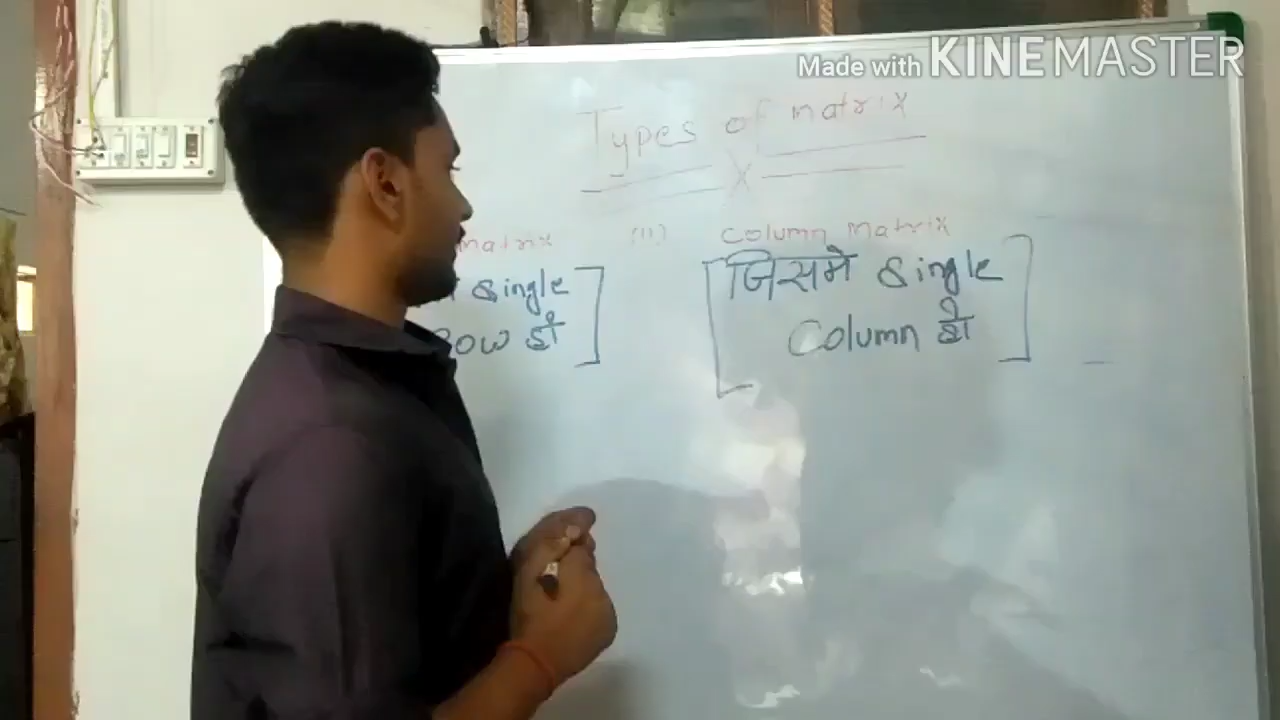 Made with KINEMASTER
Types of matrix
X
matrix
(ii) Column matrix
single
Row हो
[जिसमे single
Column हो]